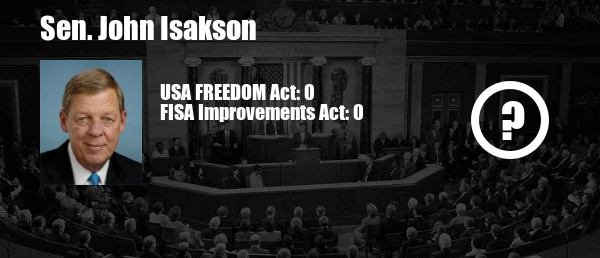 Sen. John Isakson
USA FREEDOM Act: 0
FISA Improvements Act: 0
?